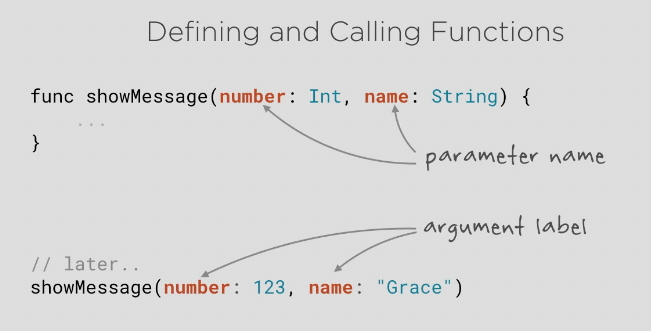 Defining and Calling Functions
func showMessage(number: Int, name: String) {
...
}
parameter name
argument label
// later..
showMessage(number: 123, name: "Grace")